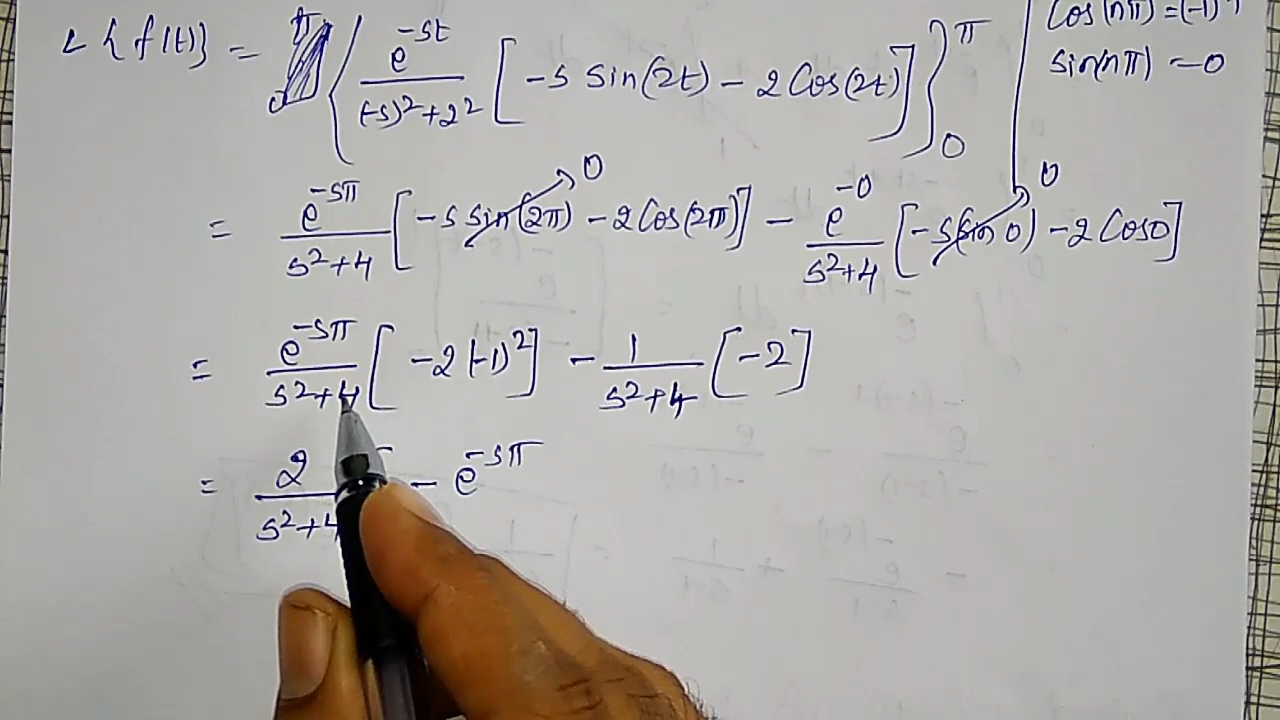 L{f(t)} = { e^{-st} / ((-s)²+2²) [ -s sin(2t) - 2 Cos(2t) ] }₀^π
Cos(nπ) = (-1)ⁿ
sin(nπ) = 0
= e^{-sπ} / (s²+4) [ -s sin(2π) → 0 - 2 Cos(2π) ] - e^{-0} / (s²+4) [ -s(sin 0) → 0 - 2 Cos0 ]
= e^{-sπ} / (s²+4) [ -2 (-1)² ] - 1 / (s²+4) [ -2 ]
= 2 / (s²+4) [ - e^{-sπ}